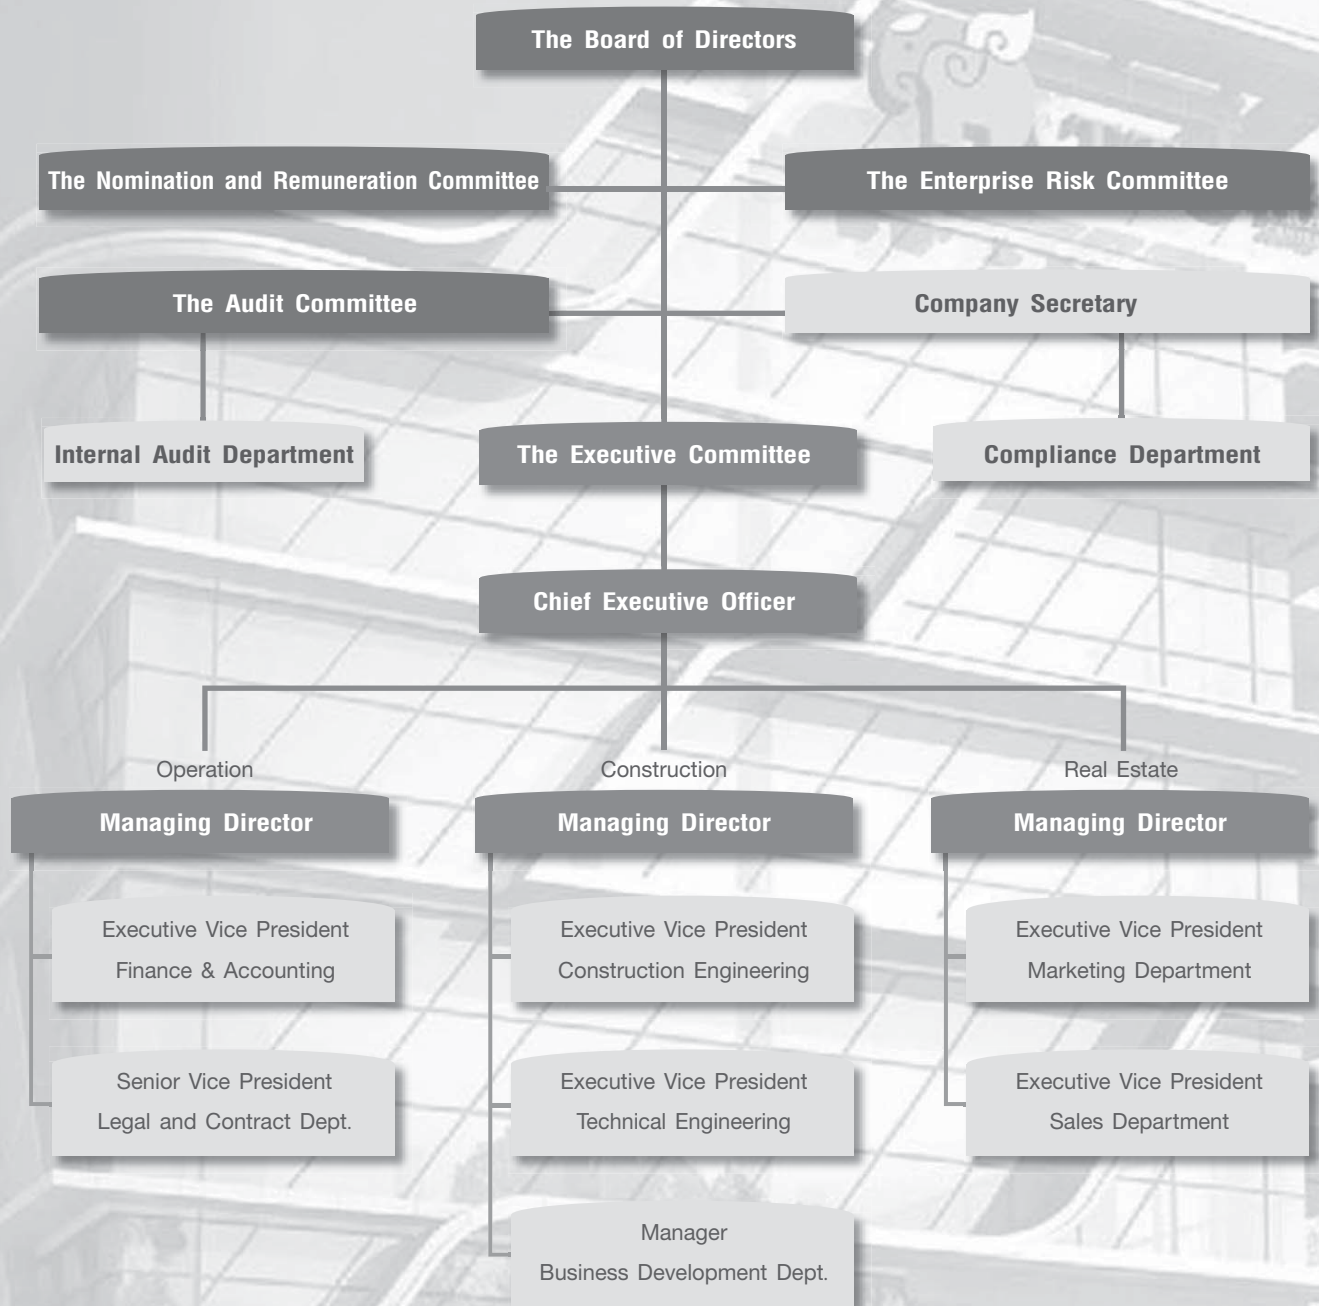 The Board of Directors
The Nomination and Remuneration Committee
The Enterprise Risk Committee
The Audit Committee
Company Secretary
Internal Audit Department
The Executive Committee
Compliance Department
Chief Executive Officer
Operation
Construction
Real Estate
Managing Director
Managing Director
Managing Director
Executive Vice President
Finance & Accounting
Executive Vice President
Construction Engineering
Executive Vice President
Marketing Department
Senior Vice President
Legal and Contract Dept.
Executive Vice President
Technical Engineering
Executive Vice President
Sales Department
Manager
Business Development Dept.